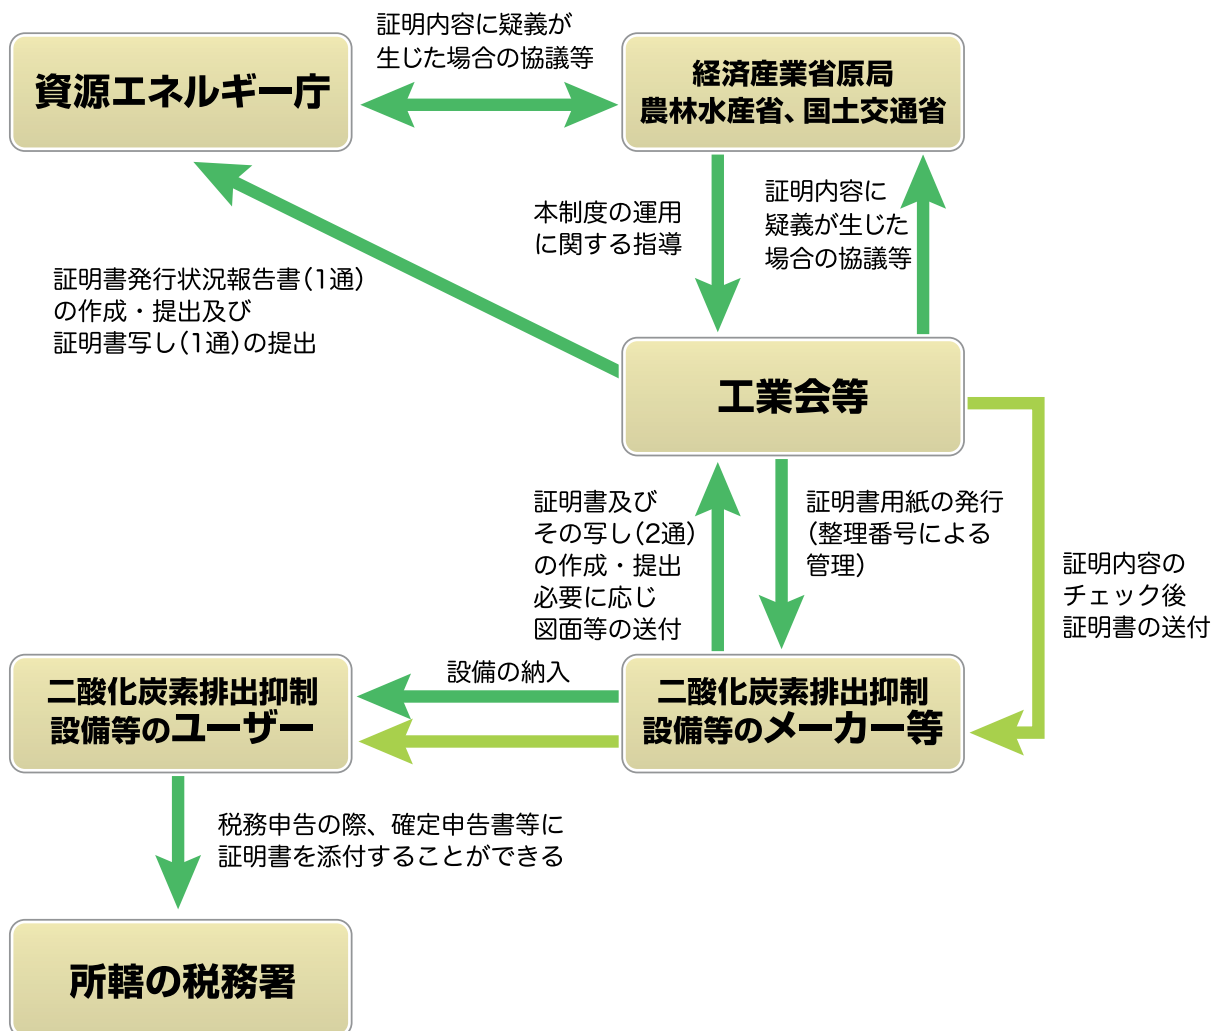 証明内容に疑義が
生じた場合の協議等
資源エネルギー庁
経済産業省原局
農林水産省、国土交通省
本制度の運用
に関する指導
証明内容に
疑義が生じた
場合の協議等
証明書発行状況報告書（1通）
の作成・提出及び
証明書写し（1通）の提出
工業会等
証明書及び
その写し（2通）
の作成・提出
必要に応じ
図面等の送付
証明書用紙の発行
（整理番号による
管理）
証明内容の
チェック後
証明書の送付
設備の納入
二酸化炭素排出抑制
設備等のユーザー
二酸化炭素排出抑制
設備等のメーカー等
税務申告の際、確定申告書等に
証明書を添付することができる
所轄の税務署